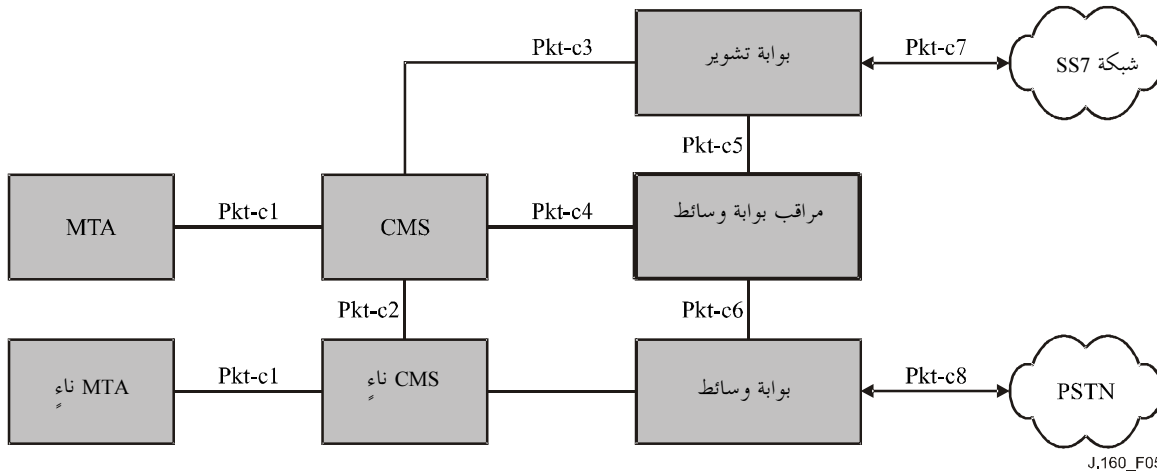 Pkt-c3
بوابة تشوير
Pkt-c7
شبكة SS7
Pkt-c5
MTA
Pkt-c1
CMS
Pkt-c4
مراقب بوابة وسائط
Pkt-c2
Pkt-c6
MTA ناءٍ
Pkt-c1
CMS ناءٍ
بوابة وسائط
Pkt-c8
PSTN
J.160_F05